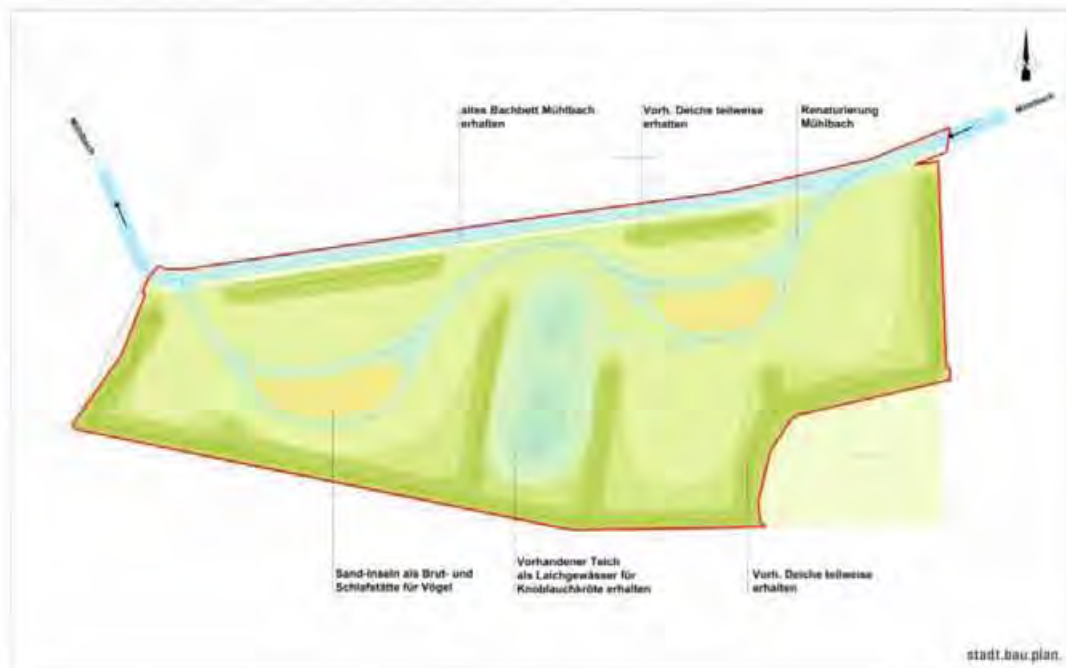 altes Bachbett Mühlbach
erhalten
Vorh. Deiche teilweise
erhalten
Renaturierung
Mühlbach
Mühlbach
Mühlbach
Sand-Inseln als Brut- und
Schlafstätte für Vögel
Vorhandener Teich
als Laichgewässer für
Knoblauchkröte erhalten
Vorh. Deiche teilweise
erhalten
stadt.bau.plan.